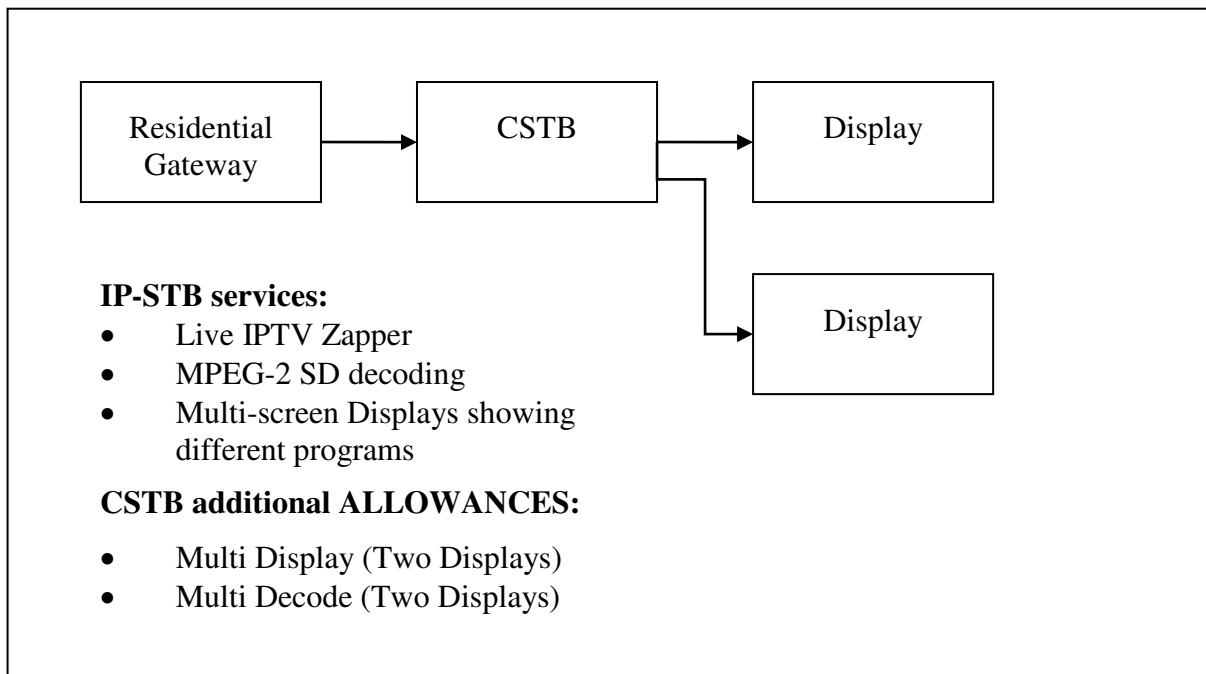 Residential
Gateway
CSTB
Display
Display
IP-STB services:
• Live IPTV Zapper
• MPEG-2 SD decoding
• Multi-screen Displays showing
different programs
CSTB additional ALLOWANCES:
• Multi Display (Two Displays)
• Multi Decode (Two Displays)